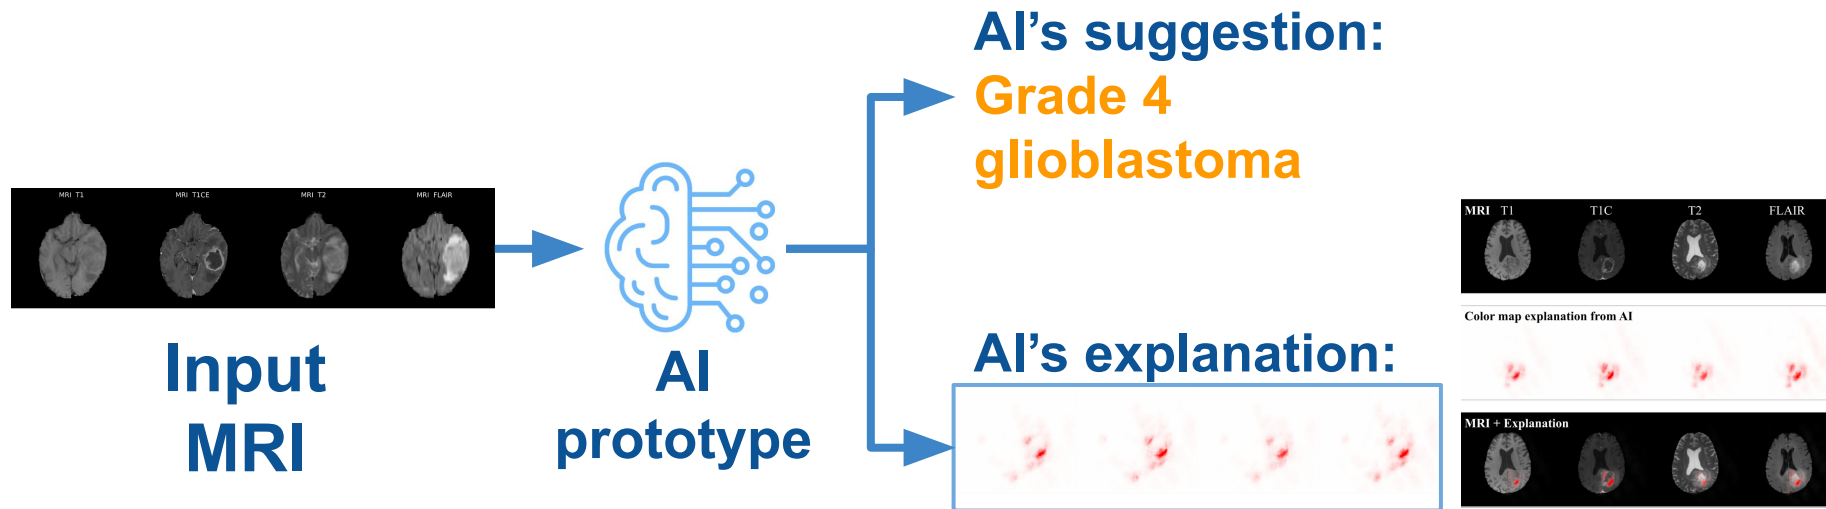 MRI T1
MRI T1CE
MRI T2
MRI FLAIR
Input
MRI
AI
prototype
AI’s suggestion:
Grade 4
glioblastoma
AI’s explanation:
MRI T1 T1C T2 FLAIR
Color map explanation from AI
MRI + Explanation